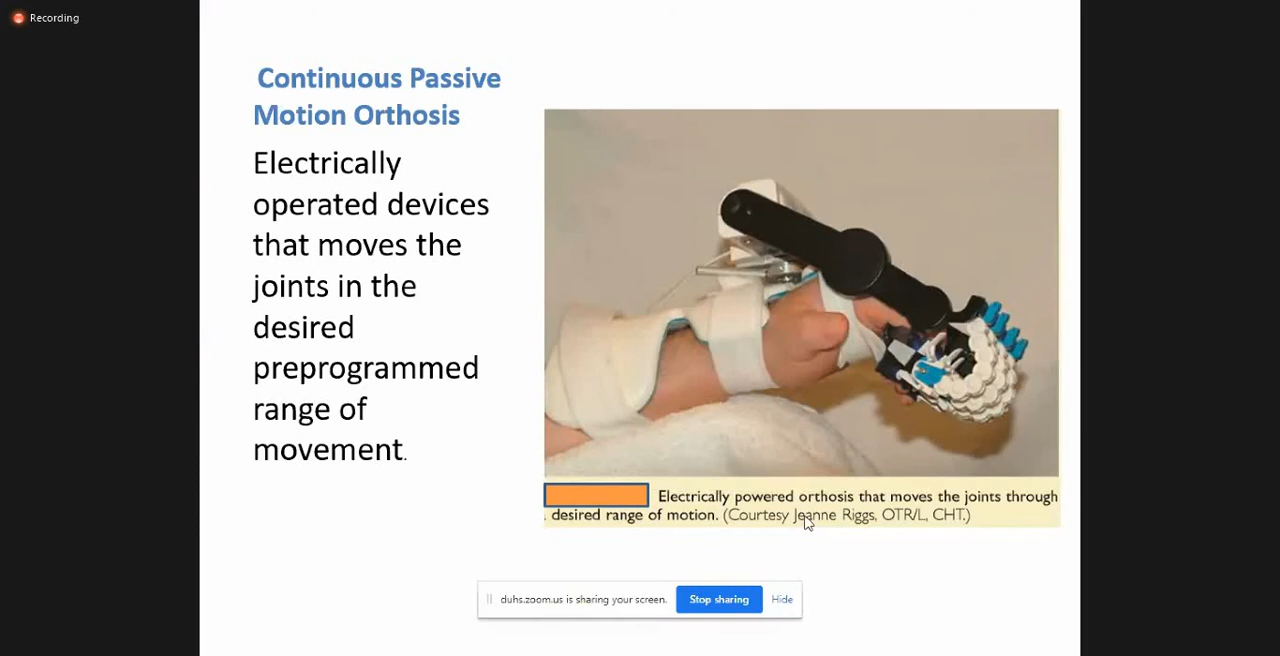 Recording
Continuous Passive
Motion Orthosis
Electrically
operated devices
that moves the
joints in the
desired
preprogrammed
range of
movement.
Electrically powered orthosis that moves the joints through
desired range of motion. (Courtesy Jeanne Riggs, OTR/L, CHT.)
duhs.zoom.us is sharing your screen.
Stop sharing
Hide